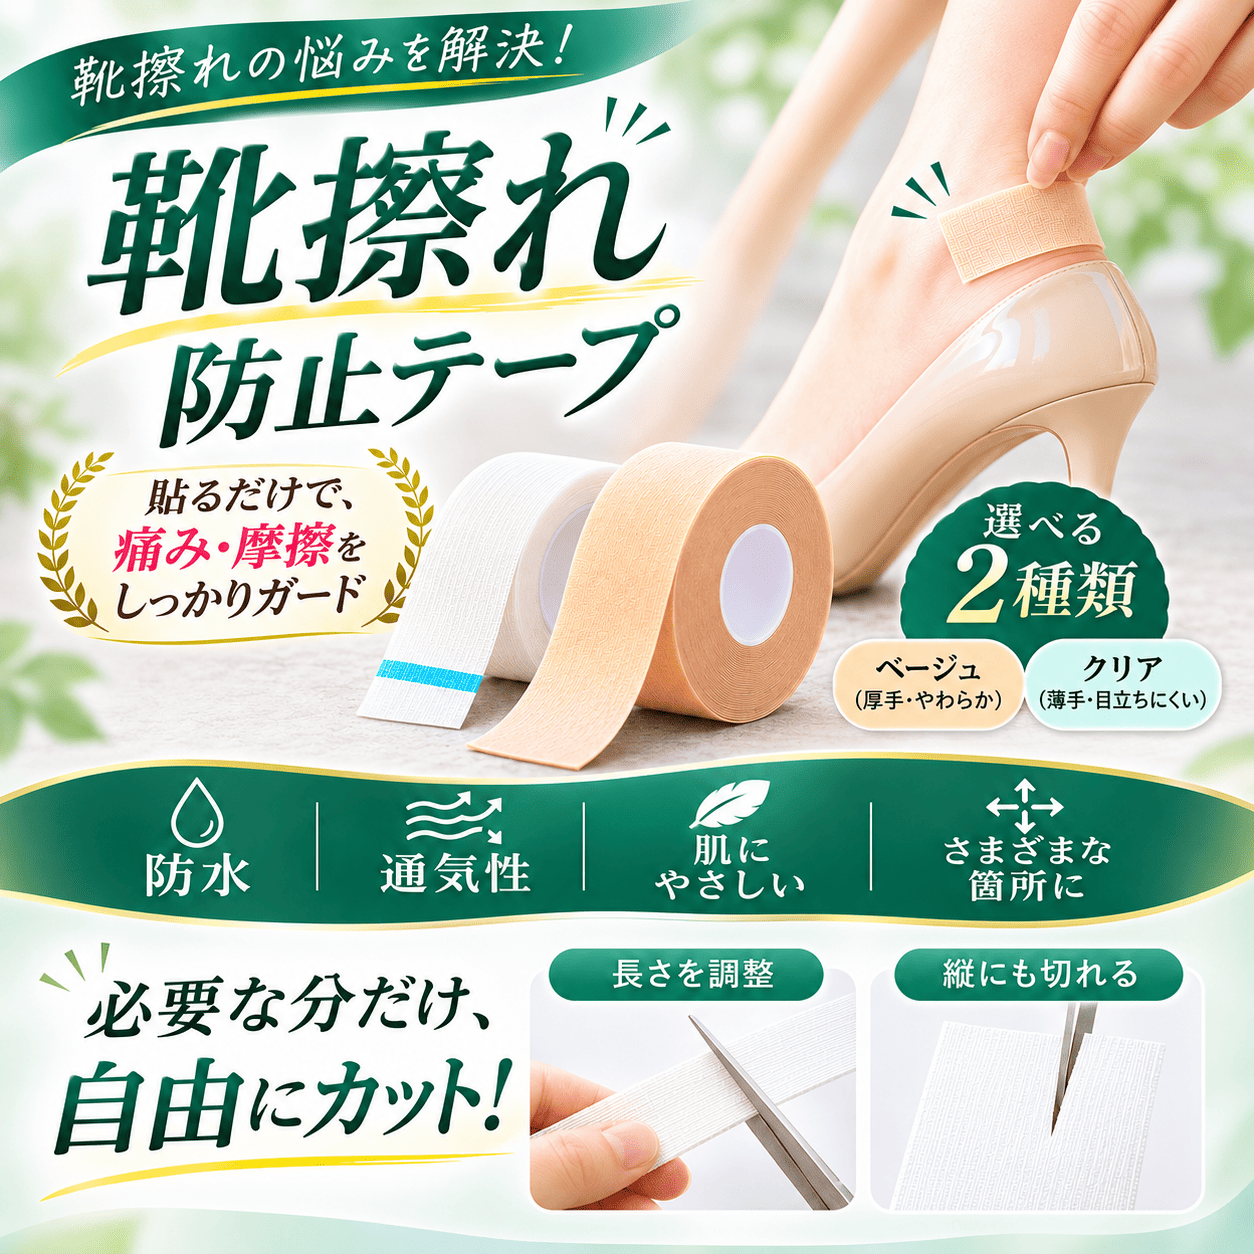 靴擦れの悩みを解決!
靴擦れ
防止テープ
貼るだけで、
痛み・摩擦を
しっかりガード
選べる
2種類
ベージュ
(厚手・やわらか)
クリア
(薄手・目立ちにくい)
防水
通気性
肌に
やさしい
さまざまな
箇所に
必要な分だけ、
自由にカット!
長さを調整
縦にも切れる